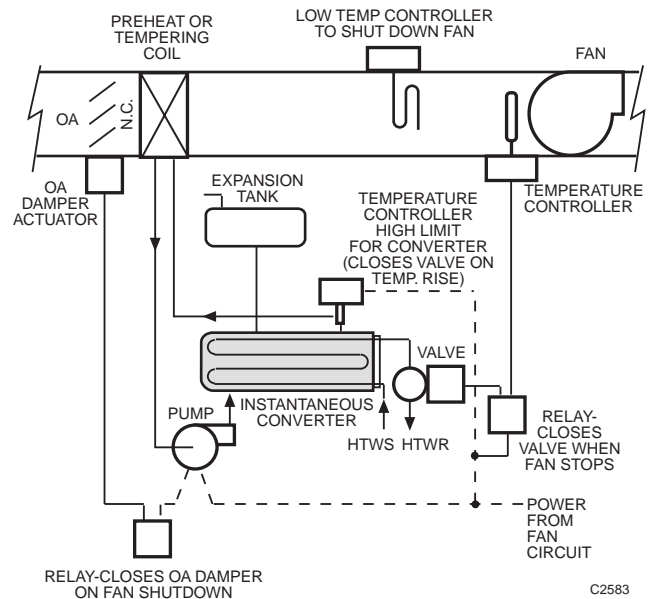 PREHEAT OR
TEMPERING
COIL
LOW TEMP CONTROLLER
TO SHUT DOWN FAN
FAN
OA
N.C.
OA
DAMPER
ACTUATOR
EXPANSION
TANK
TEMPERATURE
CONTROLLER
HIGH LIMIT
FOR CONVERTER
(CLOSES VALVE ON
TEMP. RISE)
TEMPERATURE
CONTROLLER
VALVE
PUMP
INSTANTANEOUS
CONVERTER
HTWS HTWR
RELAY-
CLOSES
VALVE WHEN
FAN STOPS
POWER
FROM
FAN
CIRCUIT
RELAY-CLOSES OA DAMPER
ON FAN SHUTDOWN
C2583